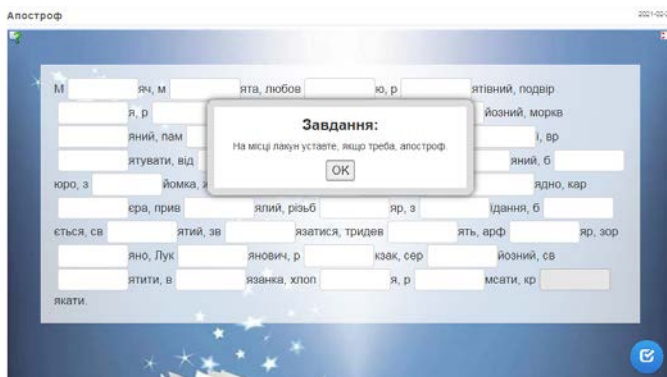 Апостроф
М яч, м ята, любов ю, р ятівний, подвір
я, р йозний, моркв
яний, пам і, вр
ятувати, від яний, б
юро, з йомка, ядно, кар
єра, прив ялий, різьб яр, з їдання, б
ється, св ятий, зв язатися, тридев ять, арф яр, зор
яно, Лук янович, р кзак, сер йозний, св
ятити, в язанка, хлоп я, р мсати, кр
якати.
Завдання:
На місці лакун уставте, якщо треба, апостроф.
OK